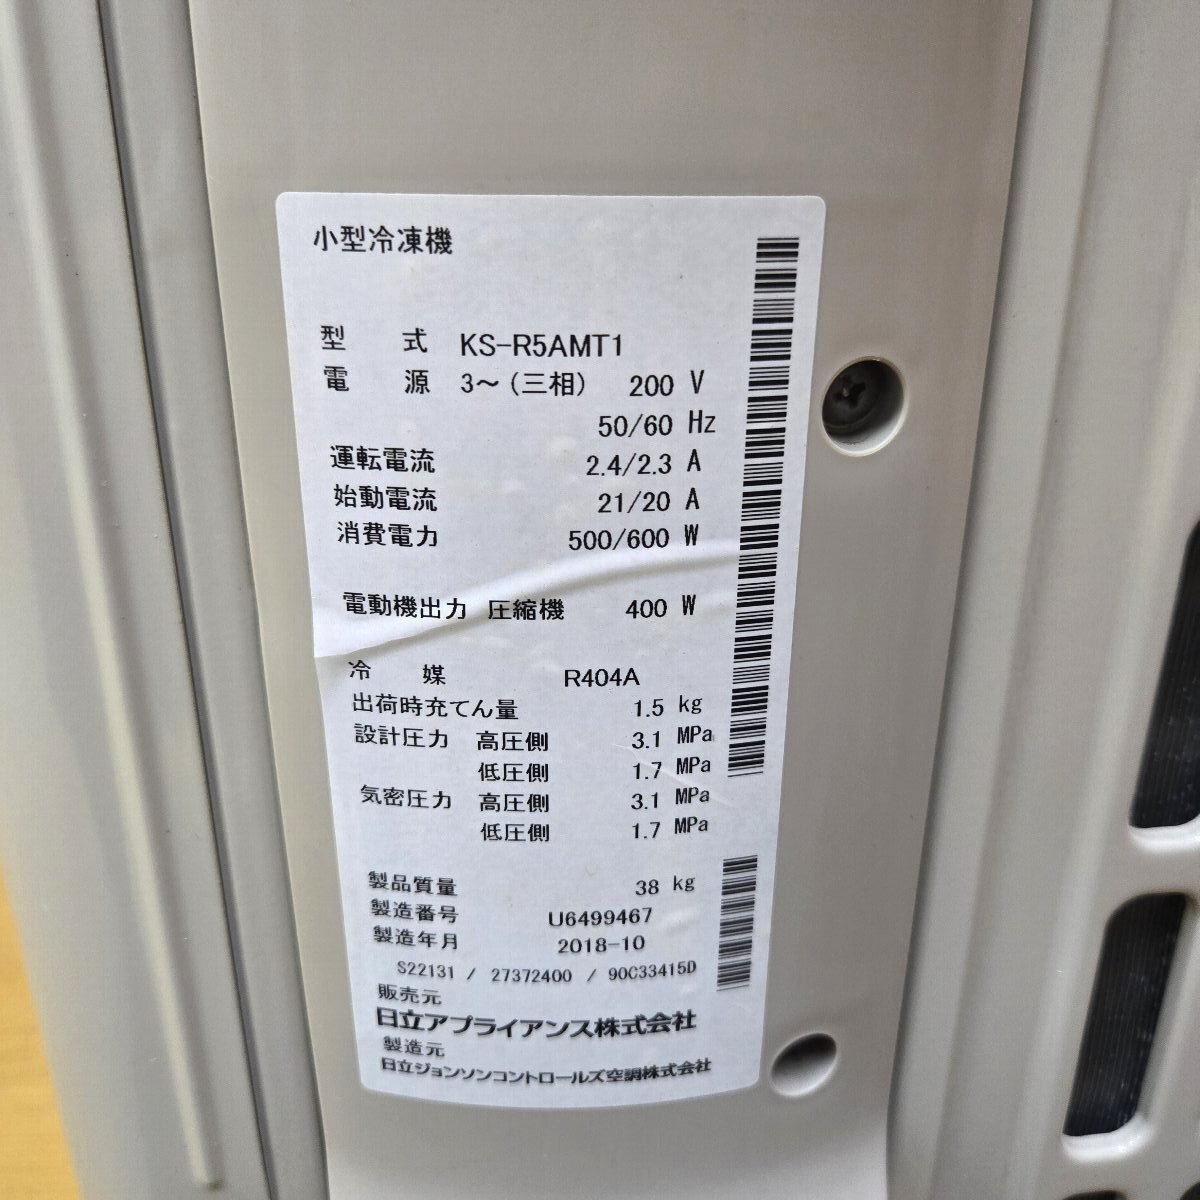 小型冷凍機
型 式 KS-R5AMT1
電 源 3～(三相) 200 V
50/60 Hz
運転電流 2.4/2.3 A
始動電流 21/20 A
消費電力 500/600 W
電動機出力 圧縮機 400 W
冷 媒 R404A
出荷時充てん量 1.5 kg
設計圧力 高圧側 3.1 MPa
低圧側 1.7 MPa
気密圧力 高圧側 3.1 MPa
低圧側 1.7 MPa
製品質量 38 kg
製造番号 U6499467
製造年月 2018-10
S22131 / 27372400 / 90C33415D
販売元
日立アプライアンス株式会社
製造元
日立ジョンソンコントロールズ空調株式会社